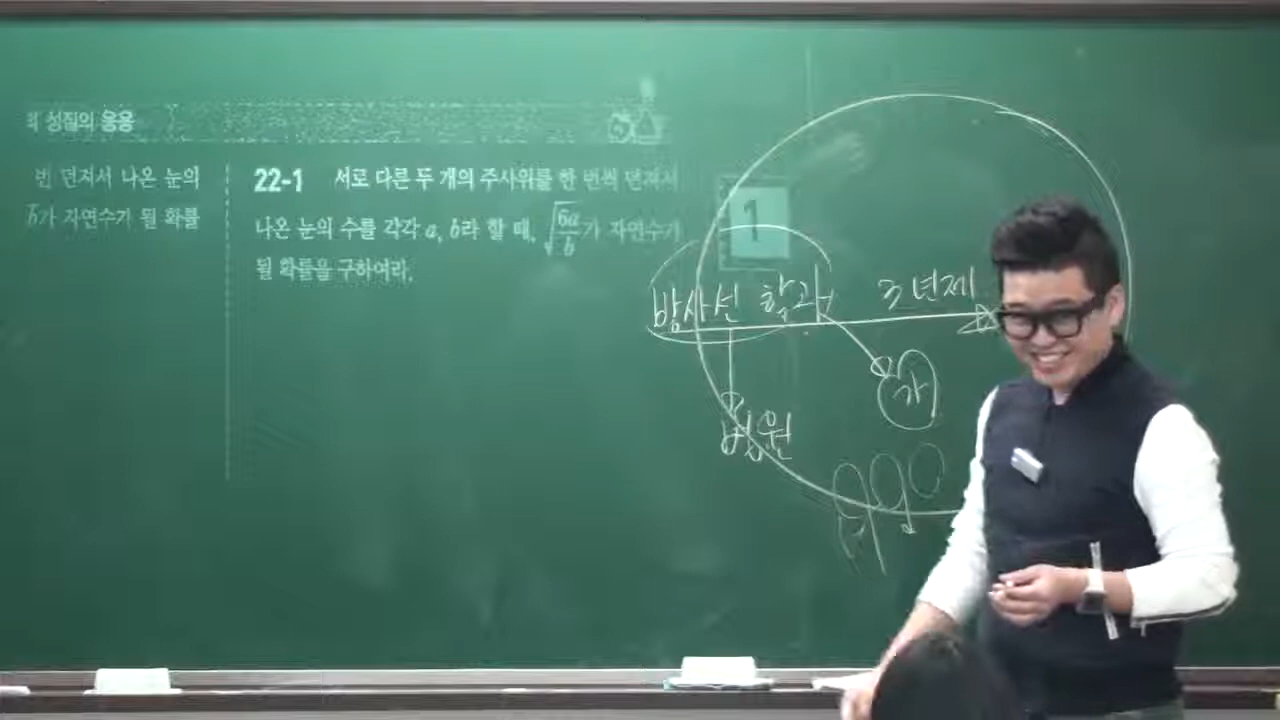 의 성질의 응용
번 던져서 나온 눈의
가 자연수가 될 확률
22-1 서로 다른 두 개의 주사위를 한 번씩 던져서
나온 눈의 수를 각각 a, b라 할 때, √(6a/b)가 자연수가
될 확률을 구하여라.
1
방사선 학과 3년제
가
병원